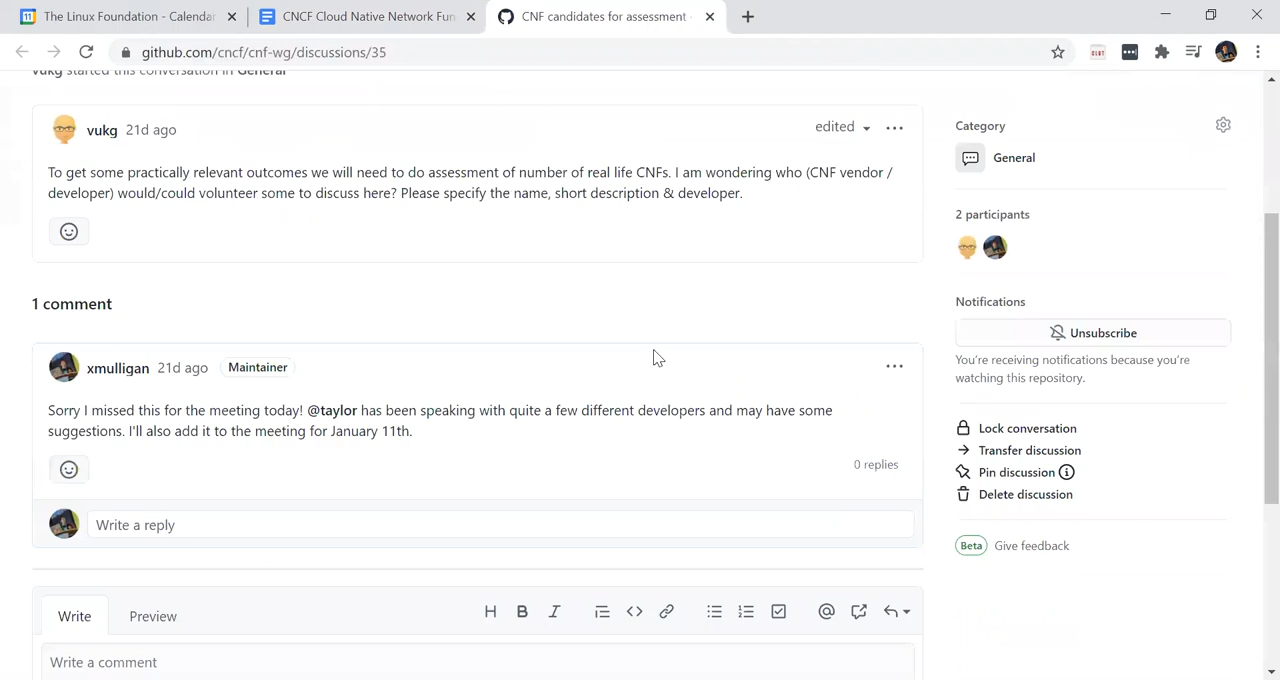 The Linux Foundation - Calendar
CNCF Cloud Native Network Fun
CNF candidates for assessment
github.com/cncf/cnf-wg/discussions/35
vukg started this conversation in General
vukg 21d ago
edited
To get some practically relevant outcomes we will need to do assessment of number of real life CNFs. I am wondering who (CNF vendor /
developer) would/could volunteer some to discuss here? Please specify the name, short description & developer.
1 comment
xmulligan 21d ago Maintainer
Sorry I missed this for the meeting today! @taylor has been speaking with quite a few different developers and may have some
suggestions. I'll also add it to the meeting for January 11th.
0 replies
Write a reply
Write Preview
Write a comment
Category
General
2 participants
Notifications
Unsubscribe
You're receiving notifications because you're
watching this repository.
Lock conversation
Transfer discussion
Pin discussion
Delete discussion
Beta Give feedback